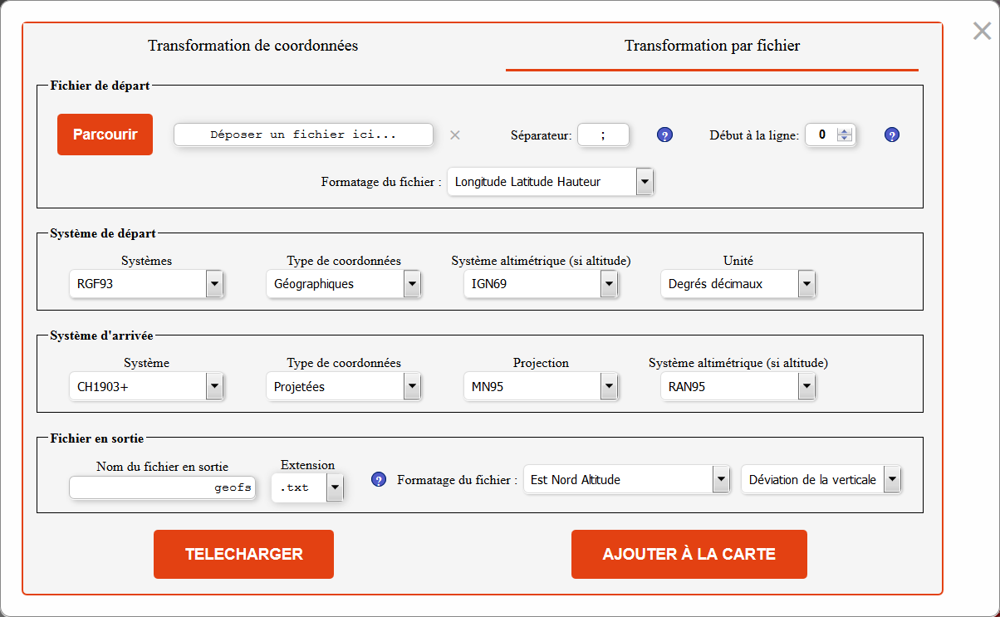 Transformation de coordonnées Transformation par fichier
Fichier de départ
Parcourir Déposer un fichier ici... × Séparateur: ; ? Début à la ligne: 0 ?
Formatage du fichier : Longitude Latitude Hauteur
Système de départ
Systèmes Type de coordonnées Système altimétrique (si altitude) Unité
RGF93 Géographiques IGN69 Degrés décimaux
Système d'arrivée
Système Type de coordonnées Projection Système altimétrique (si altitude)
CH1903+ Projetées MN95 RAN95
Fichier en sortie
Nom du fichier en sortie Extension
geofs .txt ? Formatage du fichier : Est Nord Altitude Déviation de la verticale
TELECHARGER AJOUTER À LA CARTE